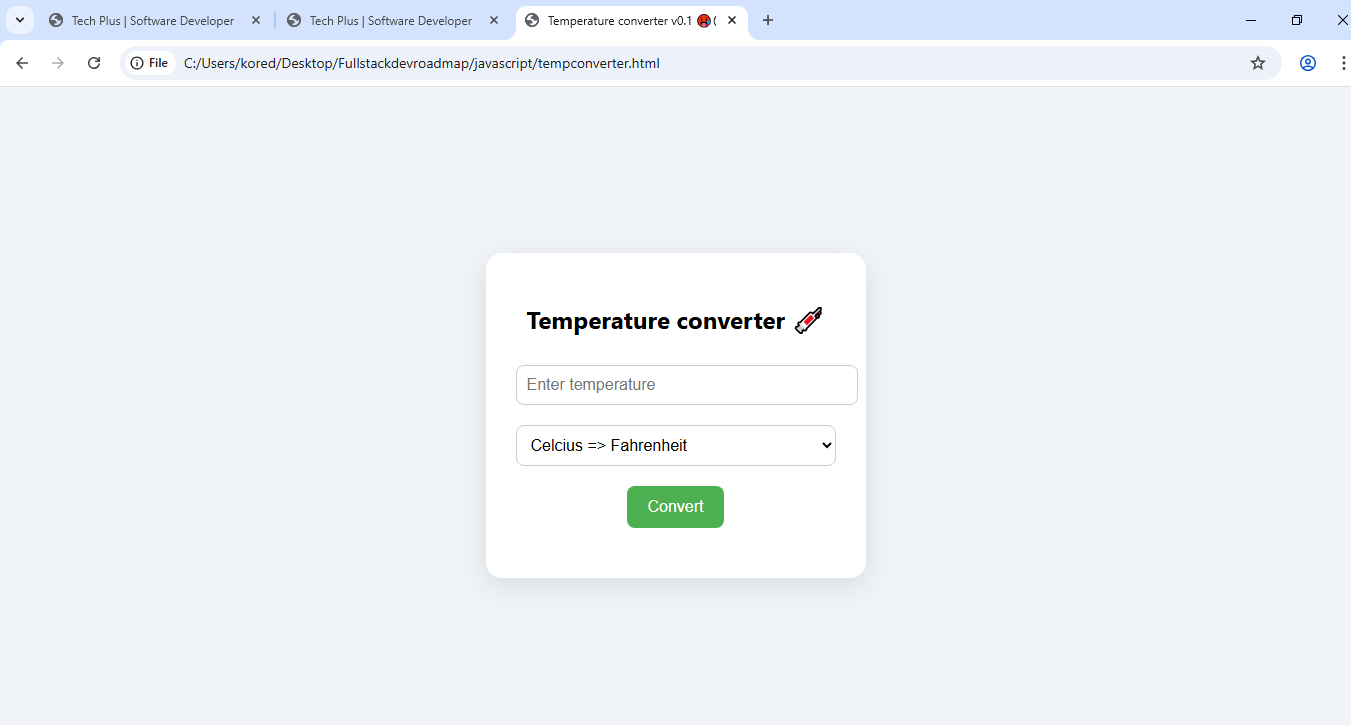 Tech Plus | Software Developer
Tech Plus | Software Developer
Temperature converter v0.1 😡 (
File
C:/Users/kored/Desktop/Fullstackdevroadmap/javascript/tempconverter.html
Temperature converter
Enter temperature
Celcius => Fahrenheit
Convert